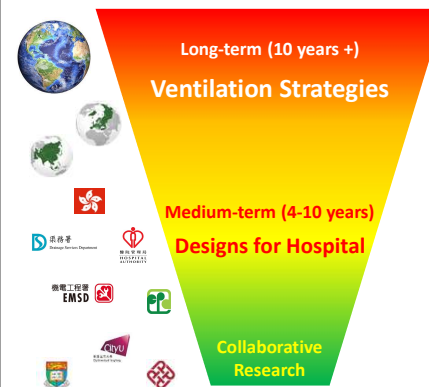 Long-term (10 years +)
Ventilation Strategies
Medium-term (4-10 years)
Designs for Hospital
渠務署
Drainage Services Department
醫院管理局
HOSPITAL
AUTHORITY
機電工程署
EMSD
CityU
Collaborative
Research